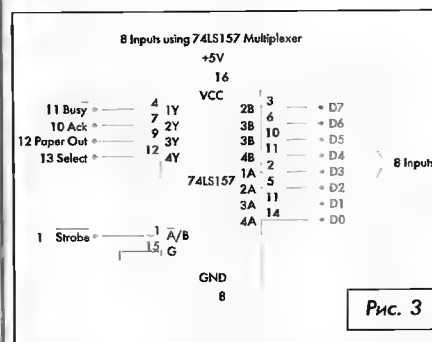 8 Inputs using 74LS157 Multiplexer
+5V
16
VCC
11 Busy 4 1Y
10 Ack 7 2Y
12 Paper Out 9 3Y
13 Select 12 4Y
2B 3 D7
3B 6 D6
3B 10 D5
4B 11 D4
1A 2 D3
2A 5 D2
3A 11 D1
4A 14 D0
8 Inputs
74LS157
1 Strobe 1 A/B
15 G
GND
8
Рис. 3